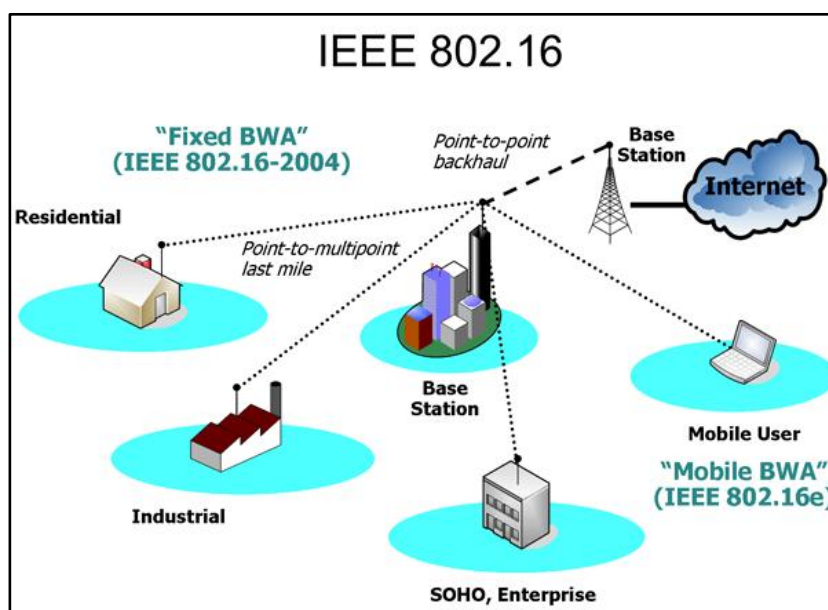 IEEE 802.16
“Fixed BWA”
(IEEE 802.16-2004)
Point-to-point
backhaul
Base
Station
Internet
Residential
Point-to-multipoint
last mile
Base
Station
Mobile User
Industrial
“Mobile BWA”
(IEEE 802.16e)
SOHO, Enterprise